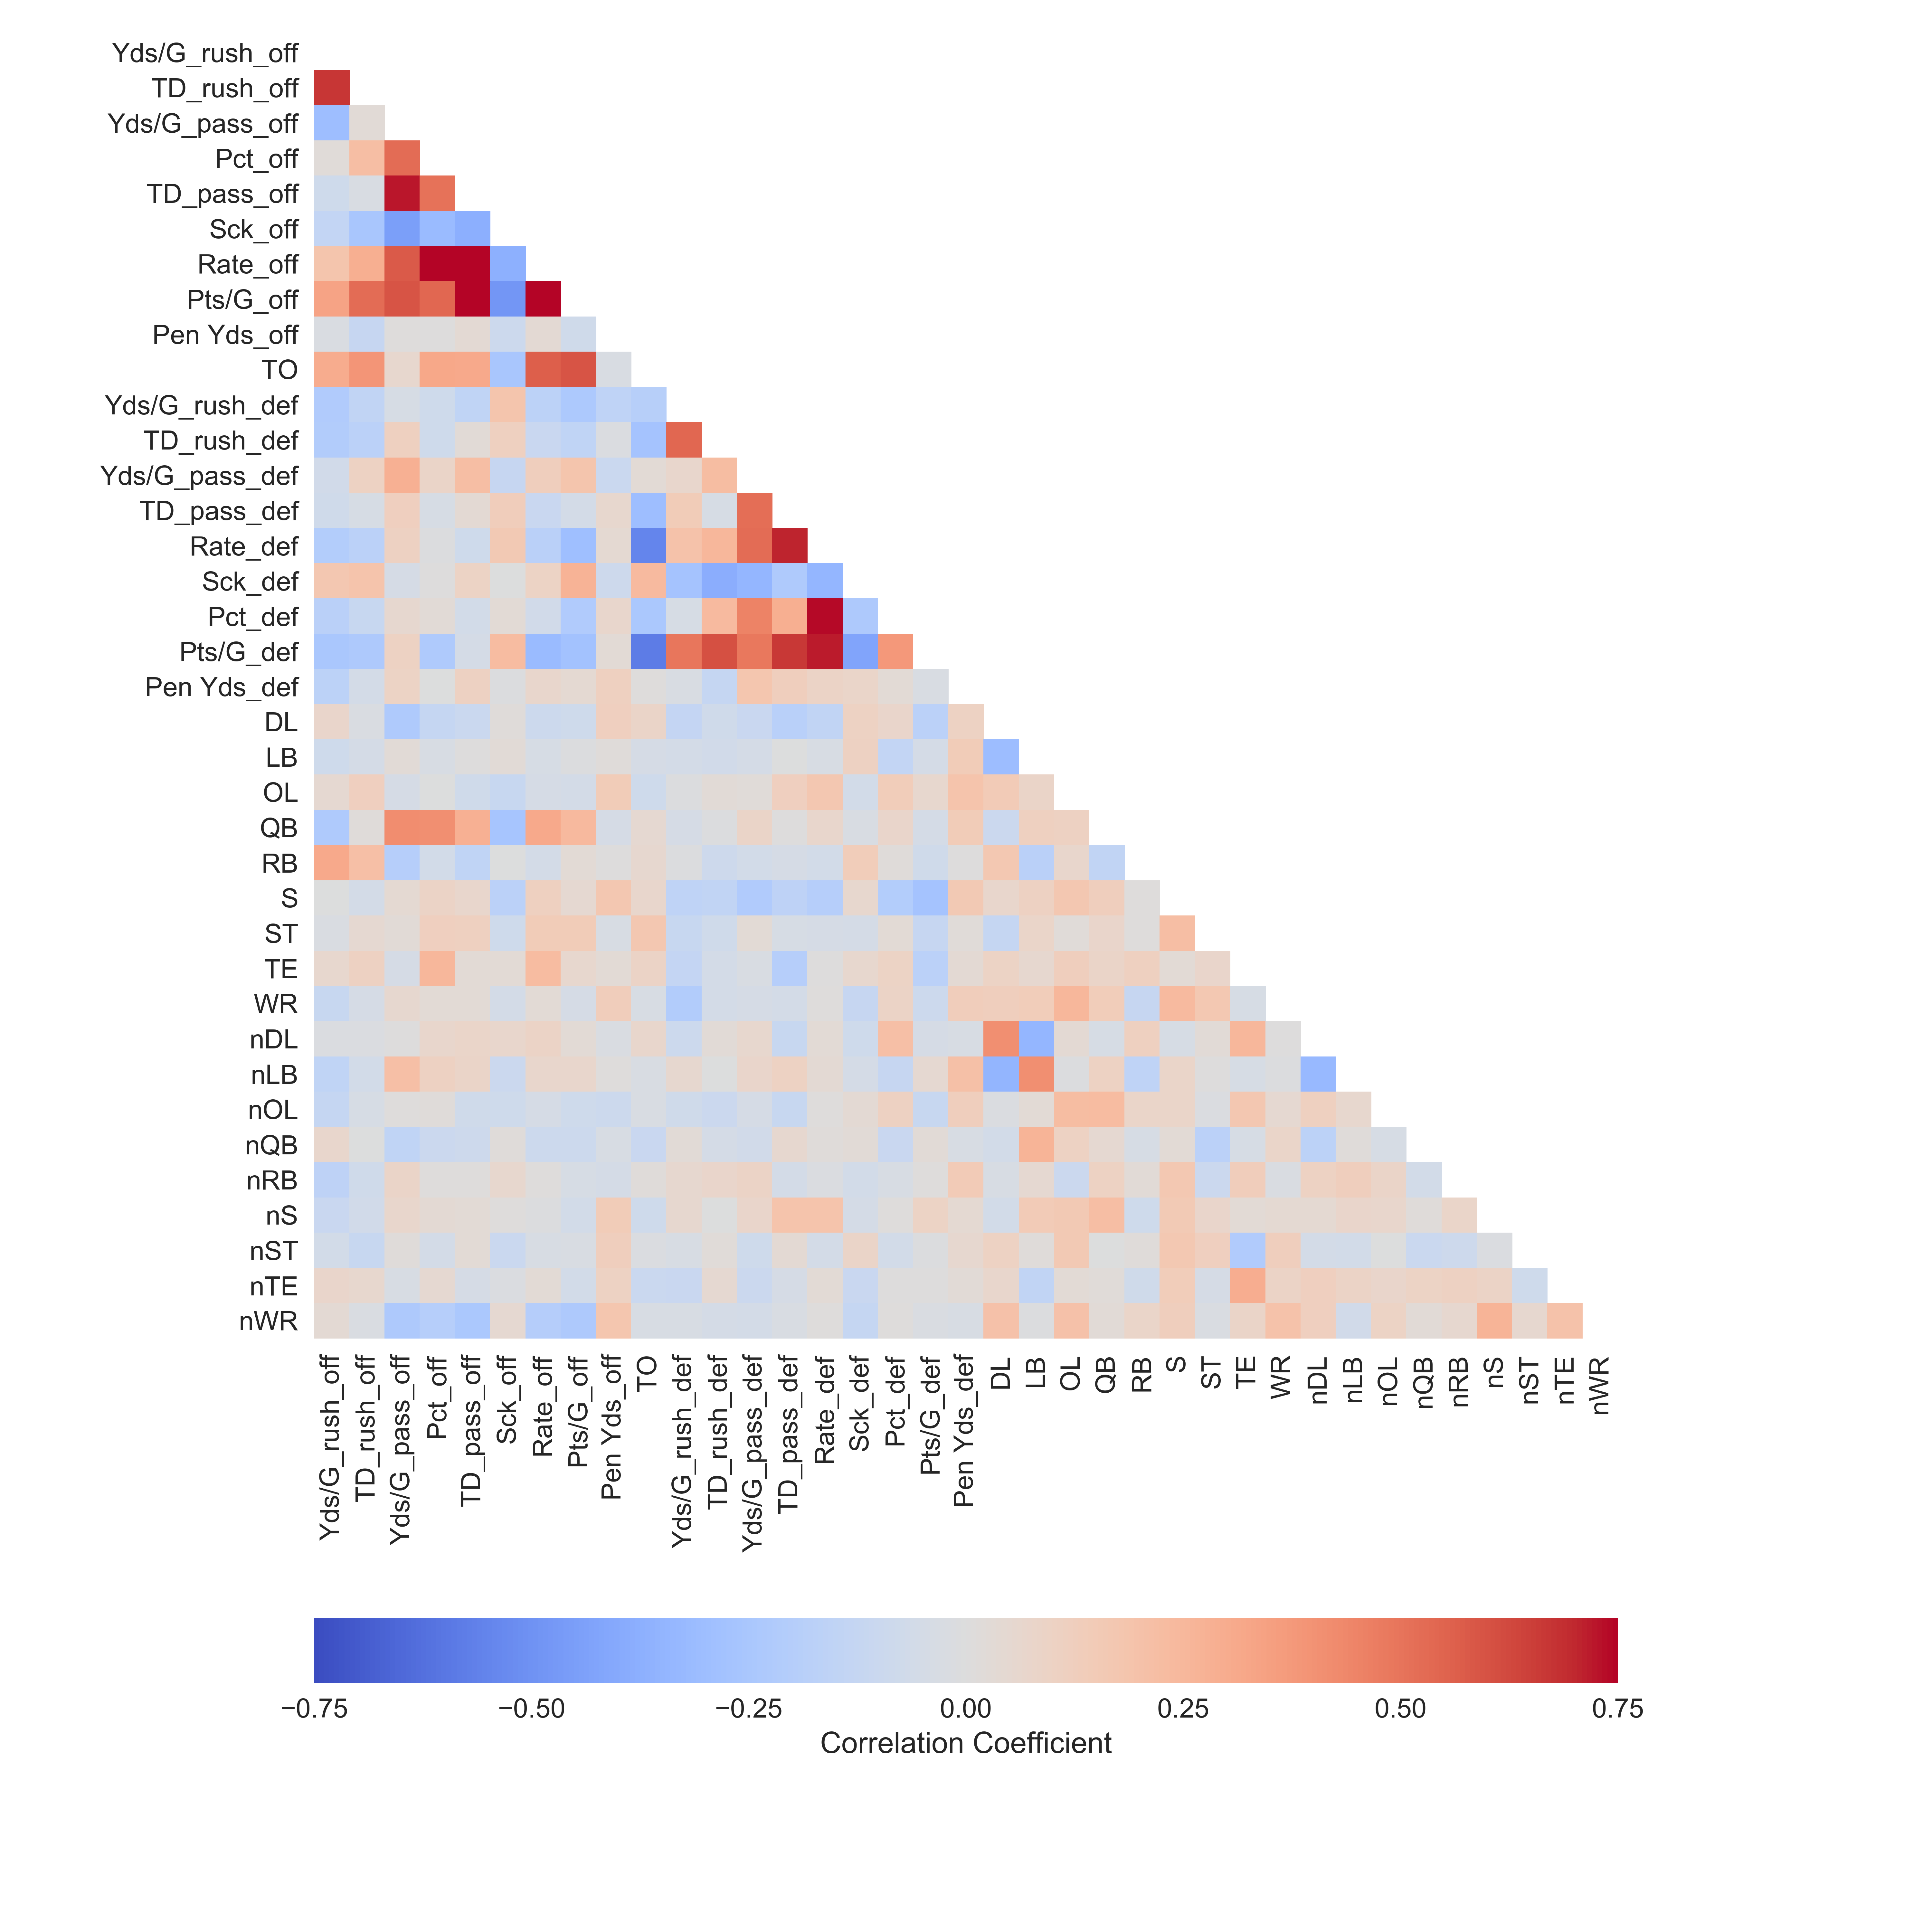 Yds/G_rush_off
TD_rush_off
Yds/G_pass_off
Pct_off
TD_pass_off
Sck_off
Rate_off
Pts/G_off
Pen Yds_off
TO
Yds/G_rush_def
TD_rush_def
Yds/G_pass_def
TD_pass_def
Rate_def
Sck_def
Pct_def
Pts/G_def
Pen Yds_def
DL
LB
OL
QB
RB
S
ST
TE
WR
nDL
nLB
nOL
nQB
nRB
nS
nST
nTE
nWR
Yds/G_rush_off
TD_rush_off
Yds/G_pass_off
Pct_off
TD_pass_off
Sck_off
Rate_off
Pts/G_off
Pen Yds_off
TO
Yds/G_rush_def
TD_rush_def
Yds/G_pass_def
TD_pass_def
Rate_def
Sck_def
Pct_def
Pts/G_def
Pen Yds_def
DL
LB
OL
QB
RB
S
ST
TE
WR
nDL
nLB
nOL
nQB
nRB
nS
nST
nTE
nWR
−0.75 −0.50 −0.25 0.00 0.25 0.50 0.75
Correlation Coefficient